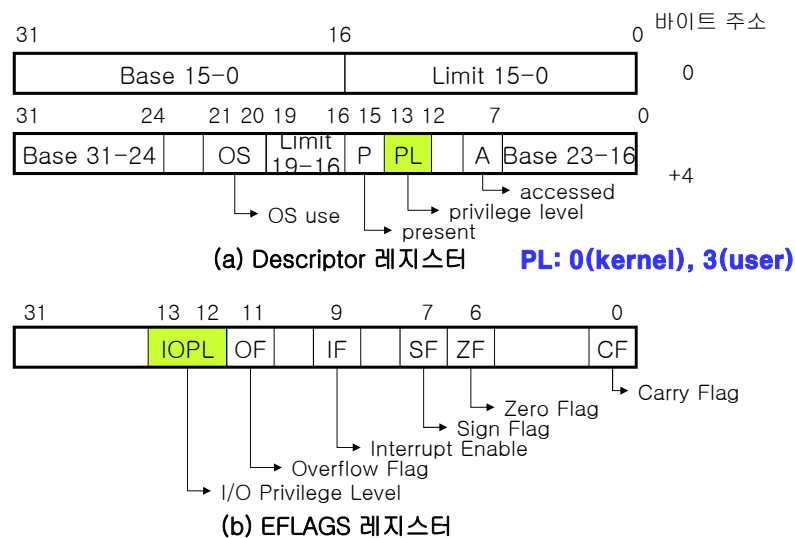 31 16 0 바이트 주소
Base 15-0 Limit 15-0 0
31 24 21 20 19 16 15 13 12 7 0
Base 31-24 OS Limit 19-16 P PL A Base 23-16 +4
accessed
OS use privilege level
present
(a) Descriptor 레지스터 PL: 0(kernel), 3(user)
31 13 12 11 9 7 6 0
IOPL OF IF SF ZF CF
Carry Flag
Zero Flag
Sign Flag
Interrupt Enable
Overflow Flag
I/O Privilege Level
(b) EFLAGS 레지스터